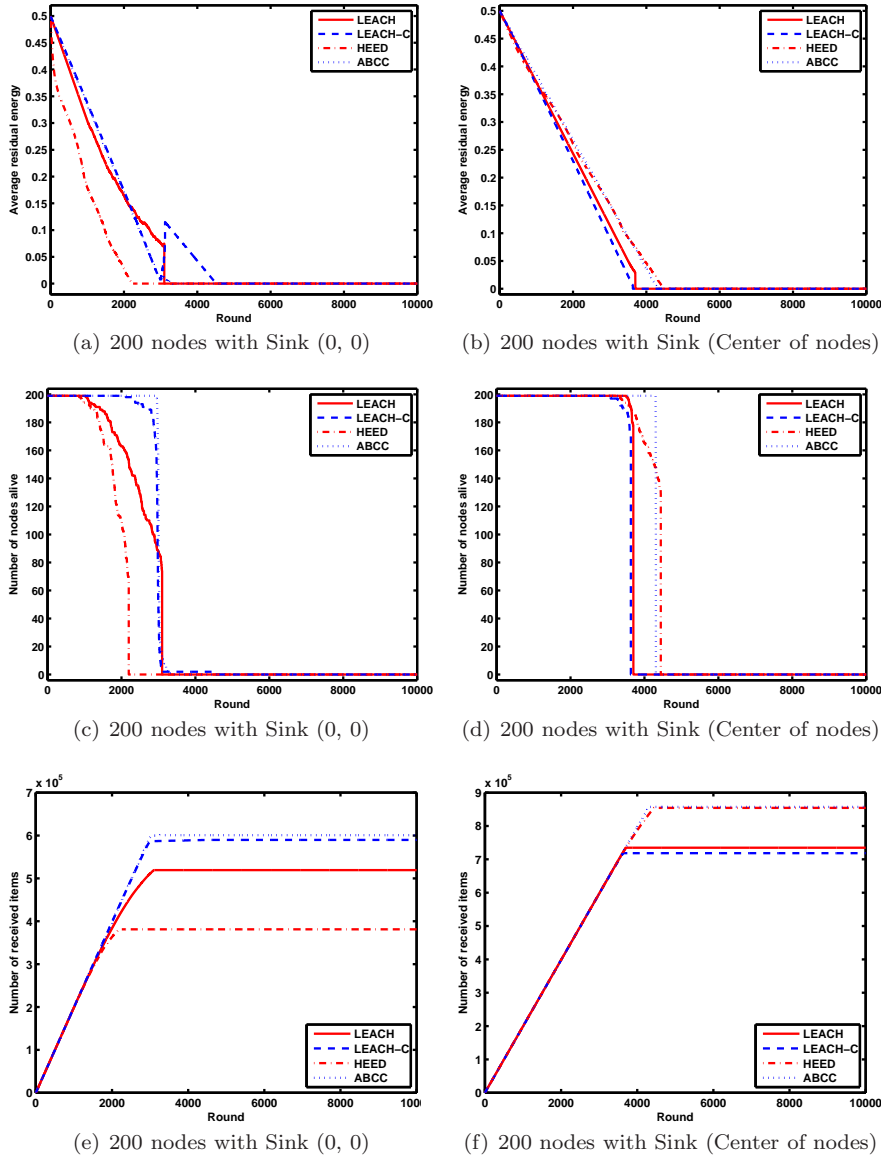 0.5
0.45
0.4
0.35
0.3
0.25
0.2
0.15
0.1
0.05
0
Average residual energy
LEACH
LEACH-C
HEED
ABCC
0 2000 4000 6000 8000 10000
Round
(a) 200 nodes with Sink (0, 0)
0.5
0.45
0.4
0.35
0.3
0.25
0.2
0.15
0.1
0.05
0
Average residual energy
LEACH
LEACH-C
HEED
ABCC
0 2000 4000 6000 8000 10000
Round
(b) 200 nodes with Sink (Center of nodes)
200
180
160
140
120
100
80
60
40
20
0
Number of nodes alive
LEACH
LEACH-C
HEED
ABCC
0 2000 4000 6000 8000 10000
Round
(c) 200 nodes with Sink (0, 0)
200
180
160
140
120
100
80
60
40
20
0
Number of nodes alive
LEACH
LEACH-C
HEED
ABCC
0 2000 4000 6000 8000 10000
Round
(d) 200 nodes with Sink (Center of nodes)
x 10⁵
7
6
5
4
3
2
1
0
Number of received items
LEACH
LEACH-C
HEED
ABCC
0 2000 4000 6000 8000 10000
Round
(e) 200 nodes with Sink (0, 0)
x 10⁵
9
8
7
6
5
4
3
2
1
0
Number of received items
LEACH
LEACH-C
HEED
ABCC
0 2000 4000 6000 8000 10000
Round
(f) 200 nodes with Sink (Center of nodes)